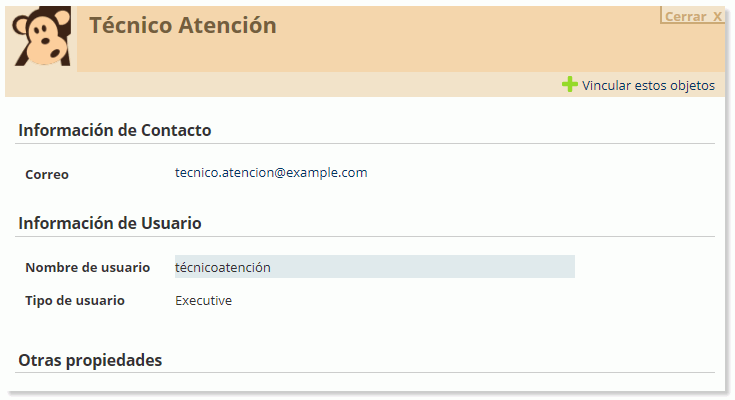 Técnico Atención
Cerrar X
Vincular estos objetos
Información de Contacto
Correo tecnico.atencion@example.com
Información de Usuario
Nombre de usuario técnicoatención
Tipo de usuario Executive
Otras propiedades